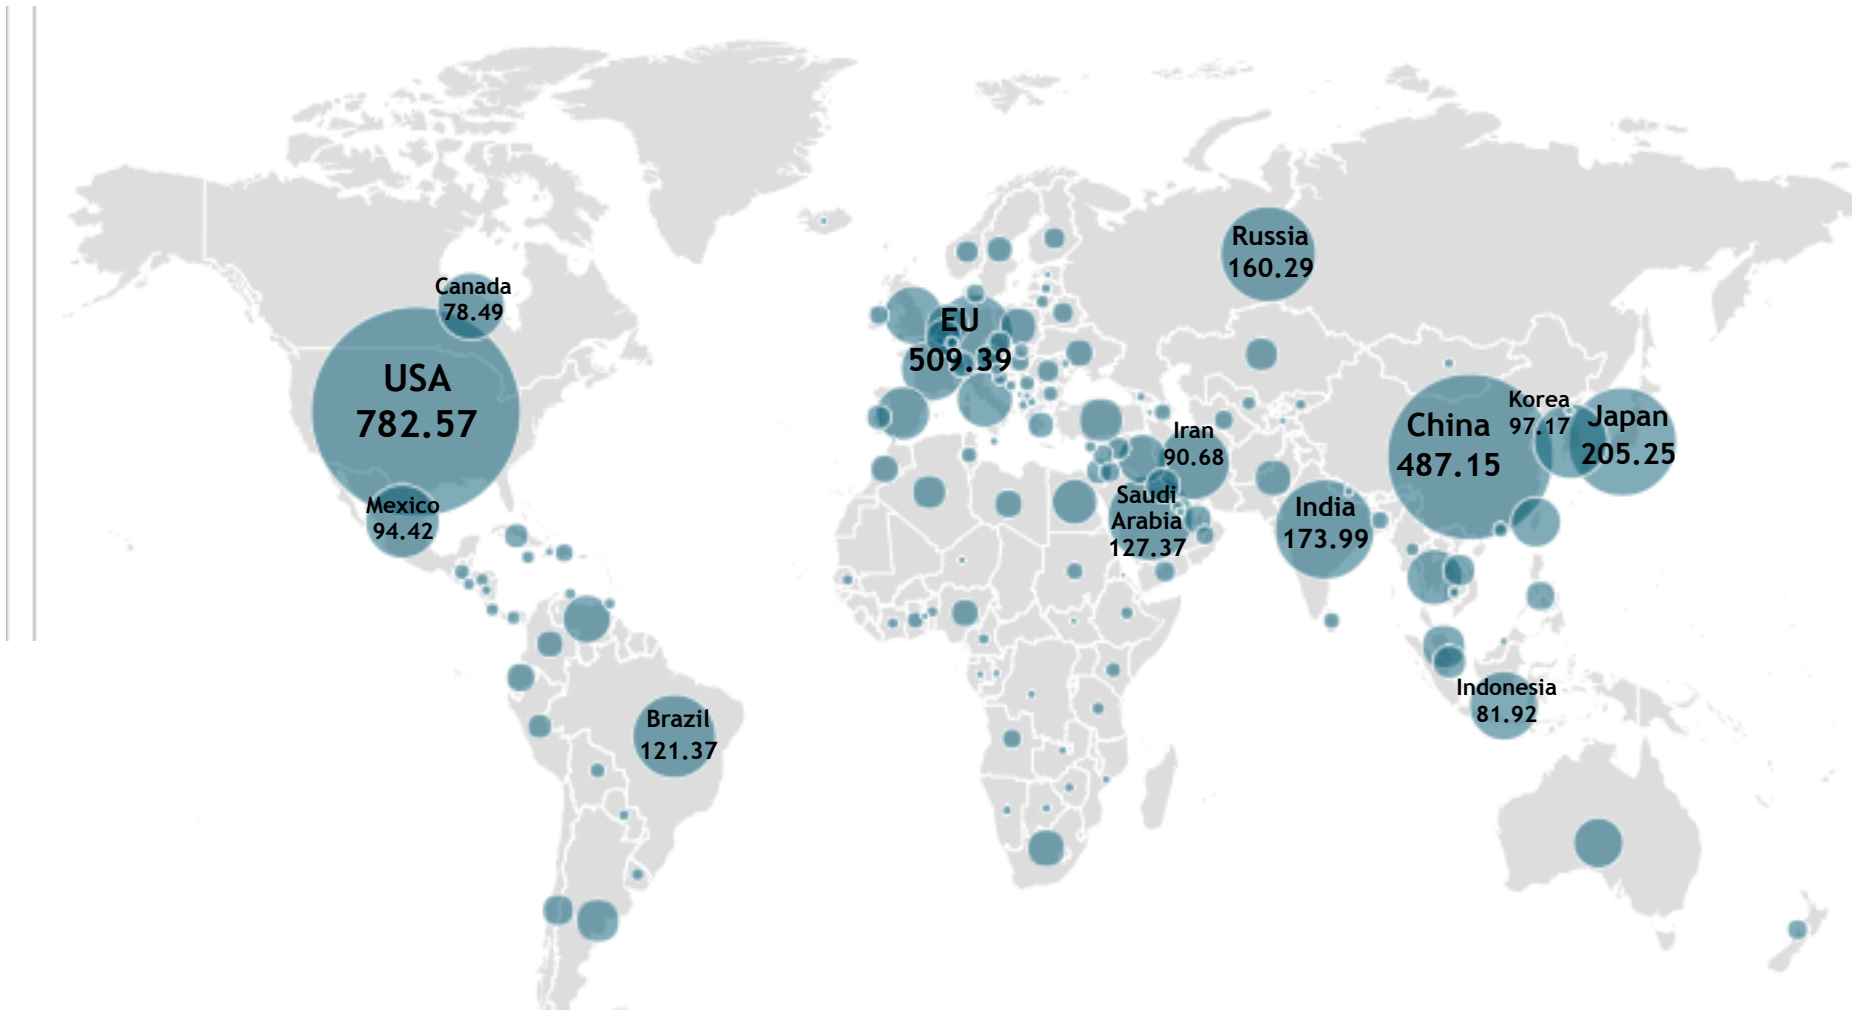 Russia
160.29
Canada
78.49
EU
509.39
USA
782.57
Korea
97.17
Japan
205.25
China
487.15
Iran
90.68
Mexico
94.42
Saudi
Arabia
127.37
India
173.99
Indonesia
81.92
Brazil
121.37